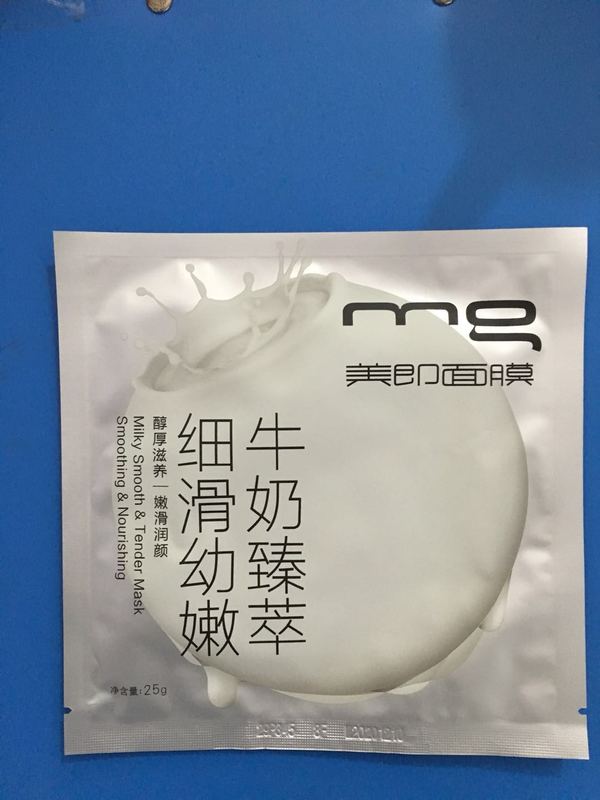 mg
美即面膜
牛奶臻萃
细滑幼嫩
醇厚滋养|嫩滑润颜
Milky Smooth & Tender Mask
Smoothing & Nourishing
净含量:25g
20201210